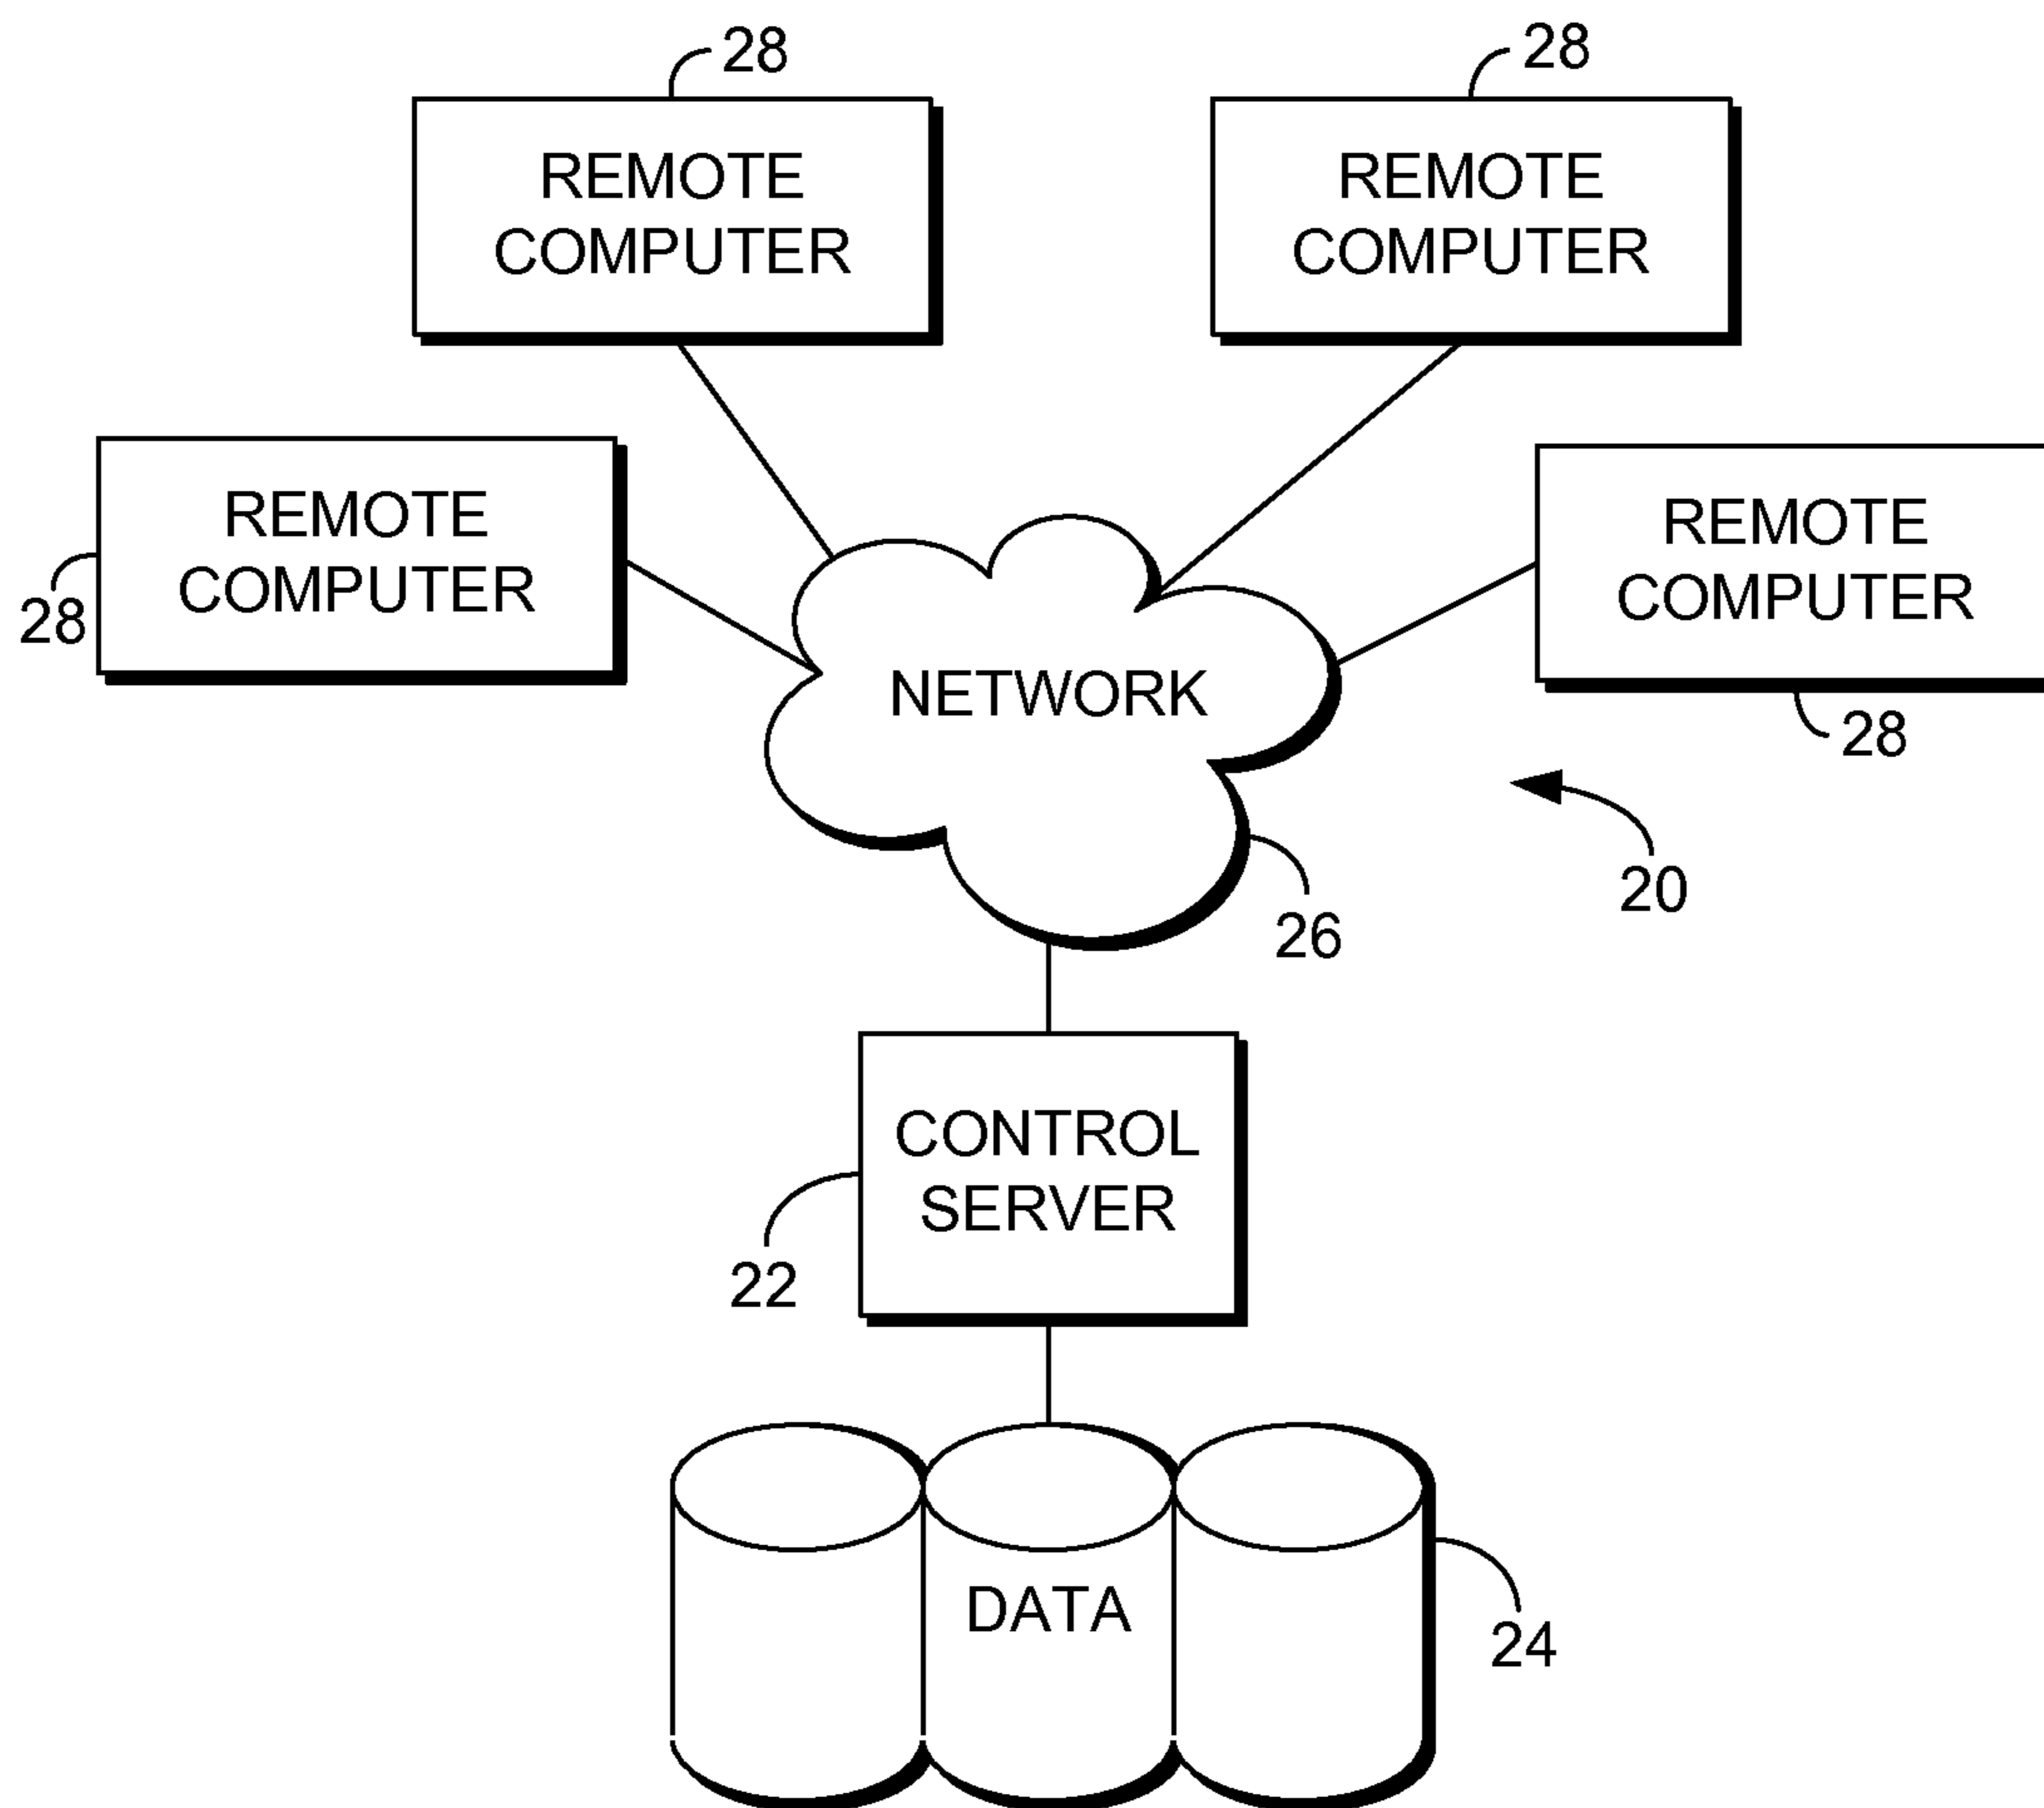 28
28
REMOTE
COMPUTER
REMOTE
COMPUTER
REMOTE
COMPUTER
28
REMOTE
COMPUTER
28
NETWORK
20
26
CONTROL
SERVER
22
DATA
24